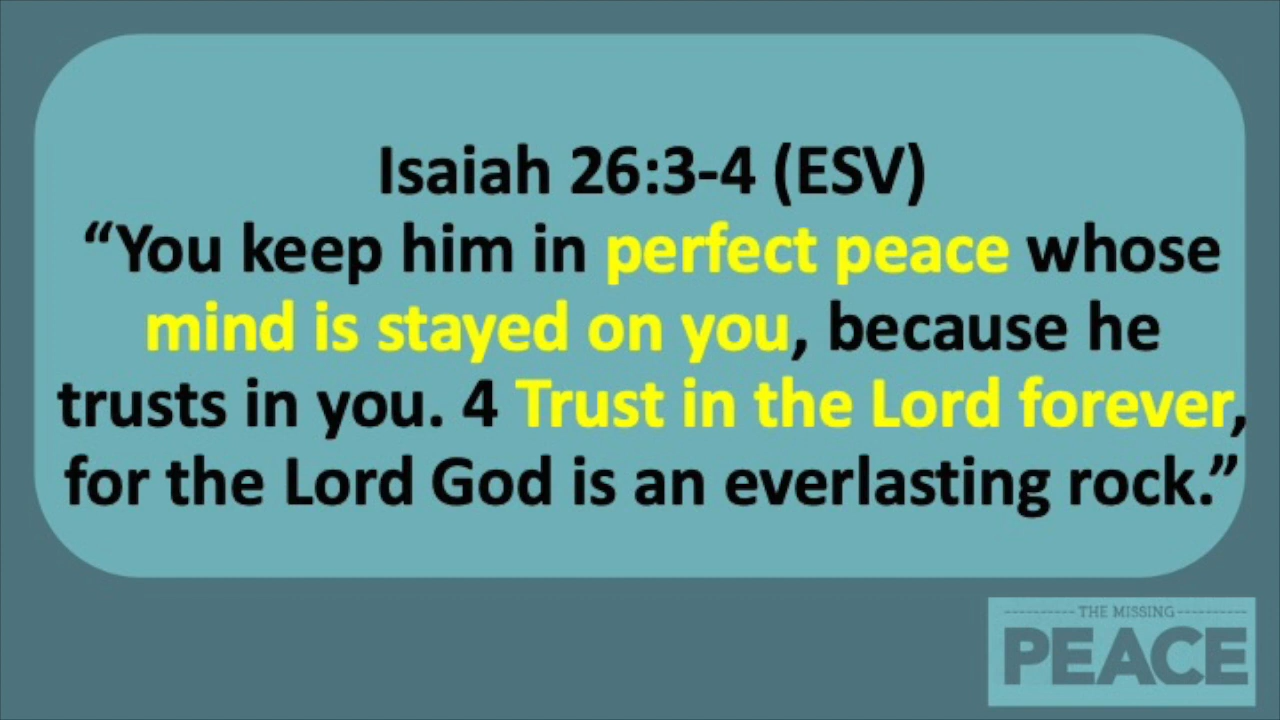 Isaiah 26:3-4 (ESV)
“You keep him in perfect peace whose
mind is stayed on you, because he
trusts in you. 4 Trust in the Lord forever,
for the Lord God is an everlasting rock.”
THE MISSING
PEACE